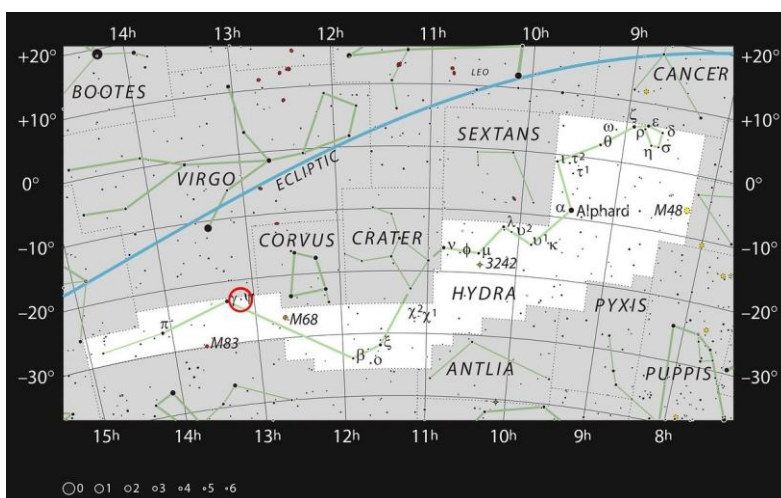 14h 13h 12h 11h 10h 9h
+20° LEO CANCER +20°
BOOTES
+10° SEXTANS ω ζ ε +10°
θ ρ δ
η σ
ι τ² τ¹
0° VIRGO ECLIPTIC 0°
α Alphard M48
−10° CORVUS CRATER λ υ² −10°
ν φ μ υ¹ κ
3242
HYDRA PYXIS
−20° γ ψ χ² χ¹ −20°
π M68
M83 ξ
β ο
−30° ANTLIA PUPPIS −30°
15h 14h 13h 12h 11h 10h 9h 8h
0 1 2 3 4 5 6